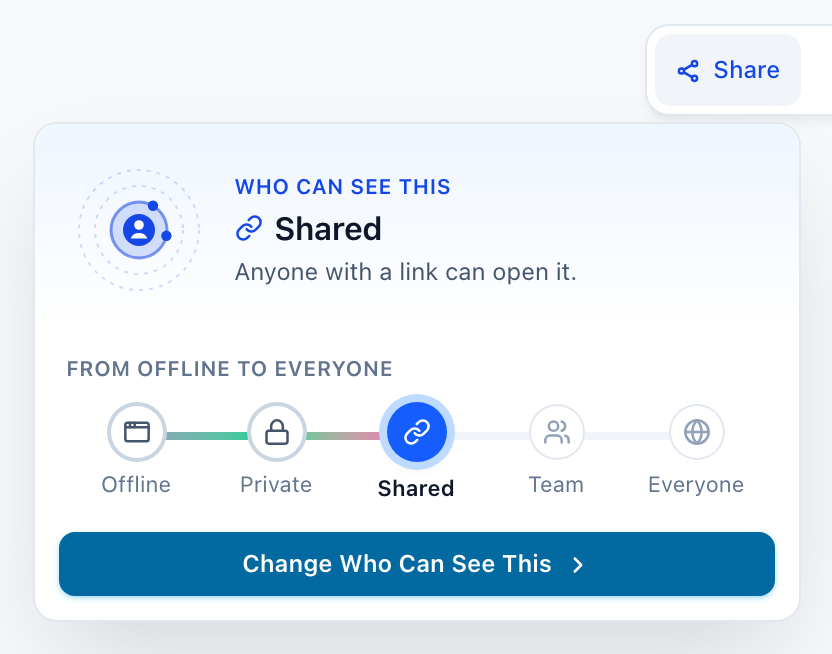 Share
WHO CAN SEE THIS
Shared
Anyone with a link can open it.
FROM OFFLINE TO EVERYONE
Offline Private Shared Team Everyone
Change Who Can See This